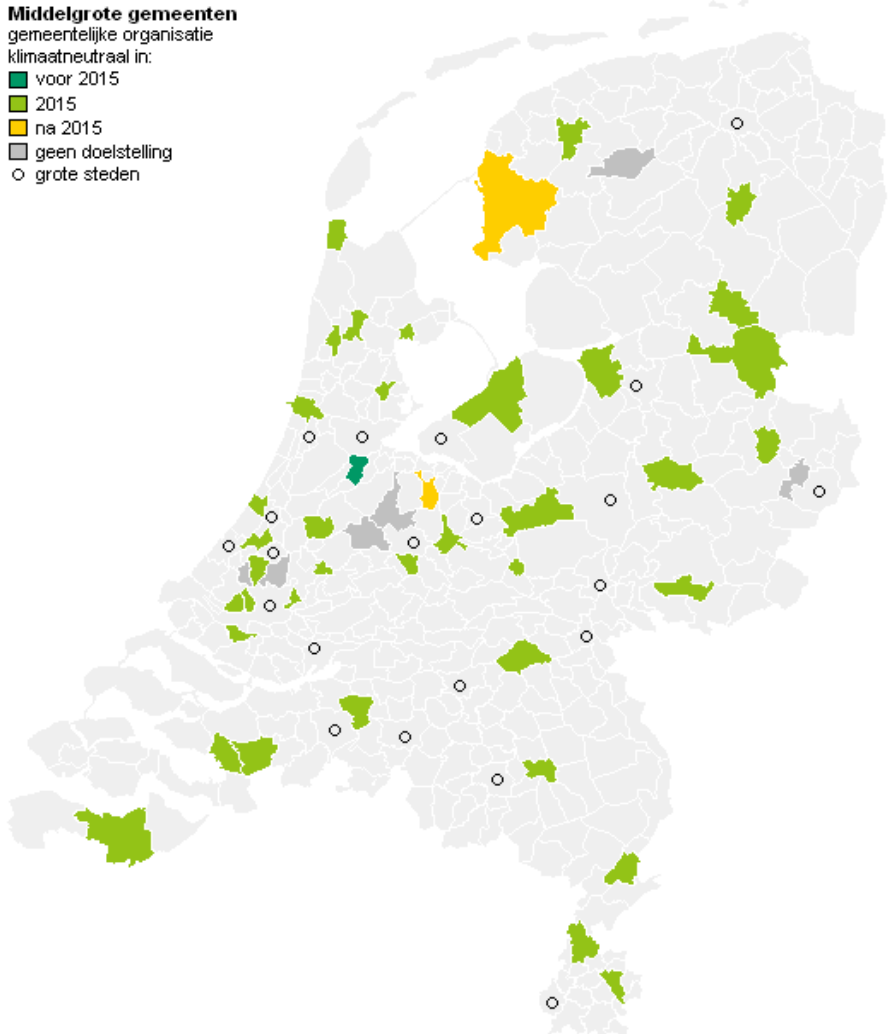 Middelgrote gemeenten
gemeentelijke organisatie
klimaatneutraal in:
voor 2015
2015
na 2015
geen doelstelling
grote steden